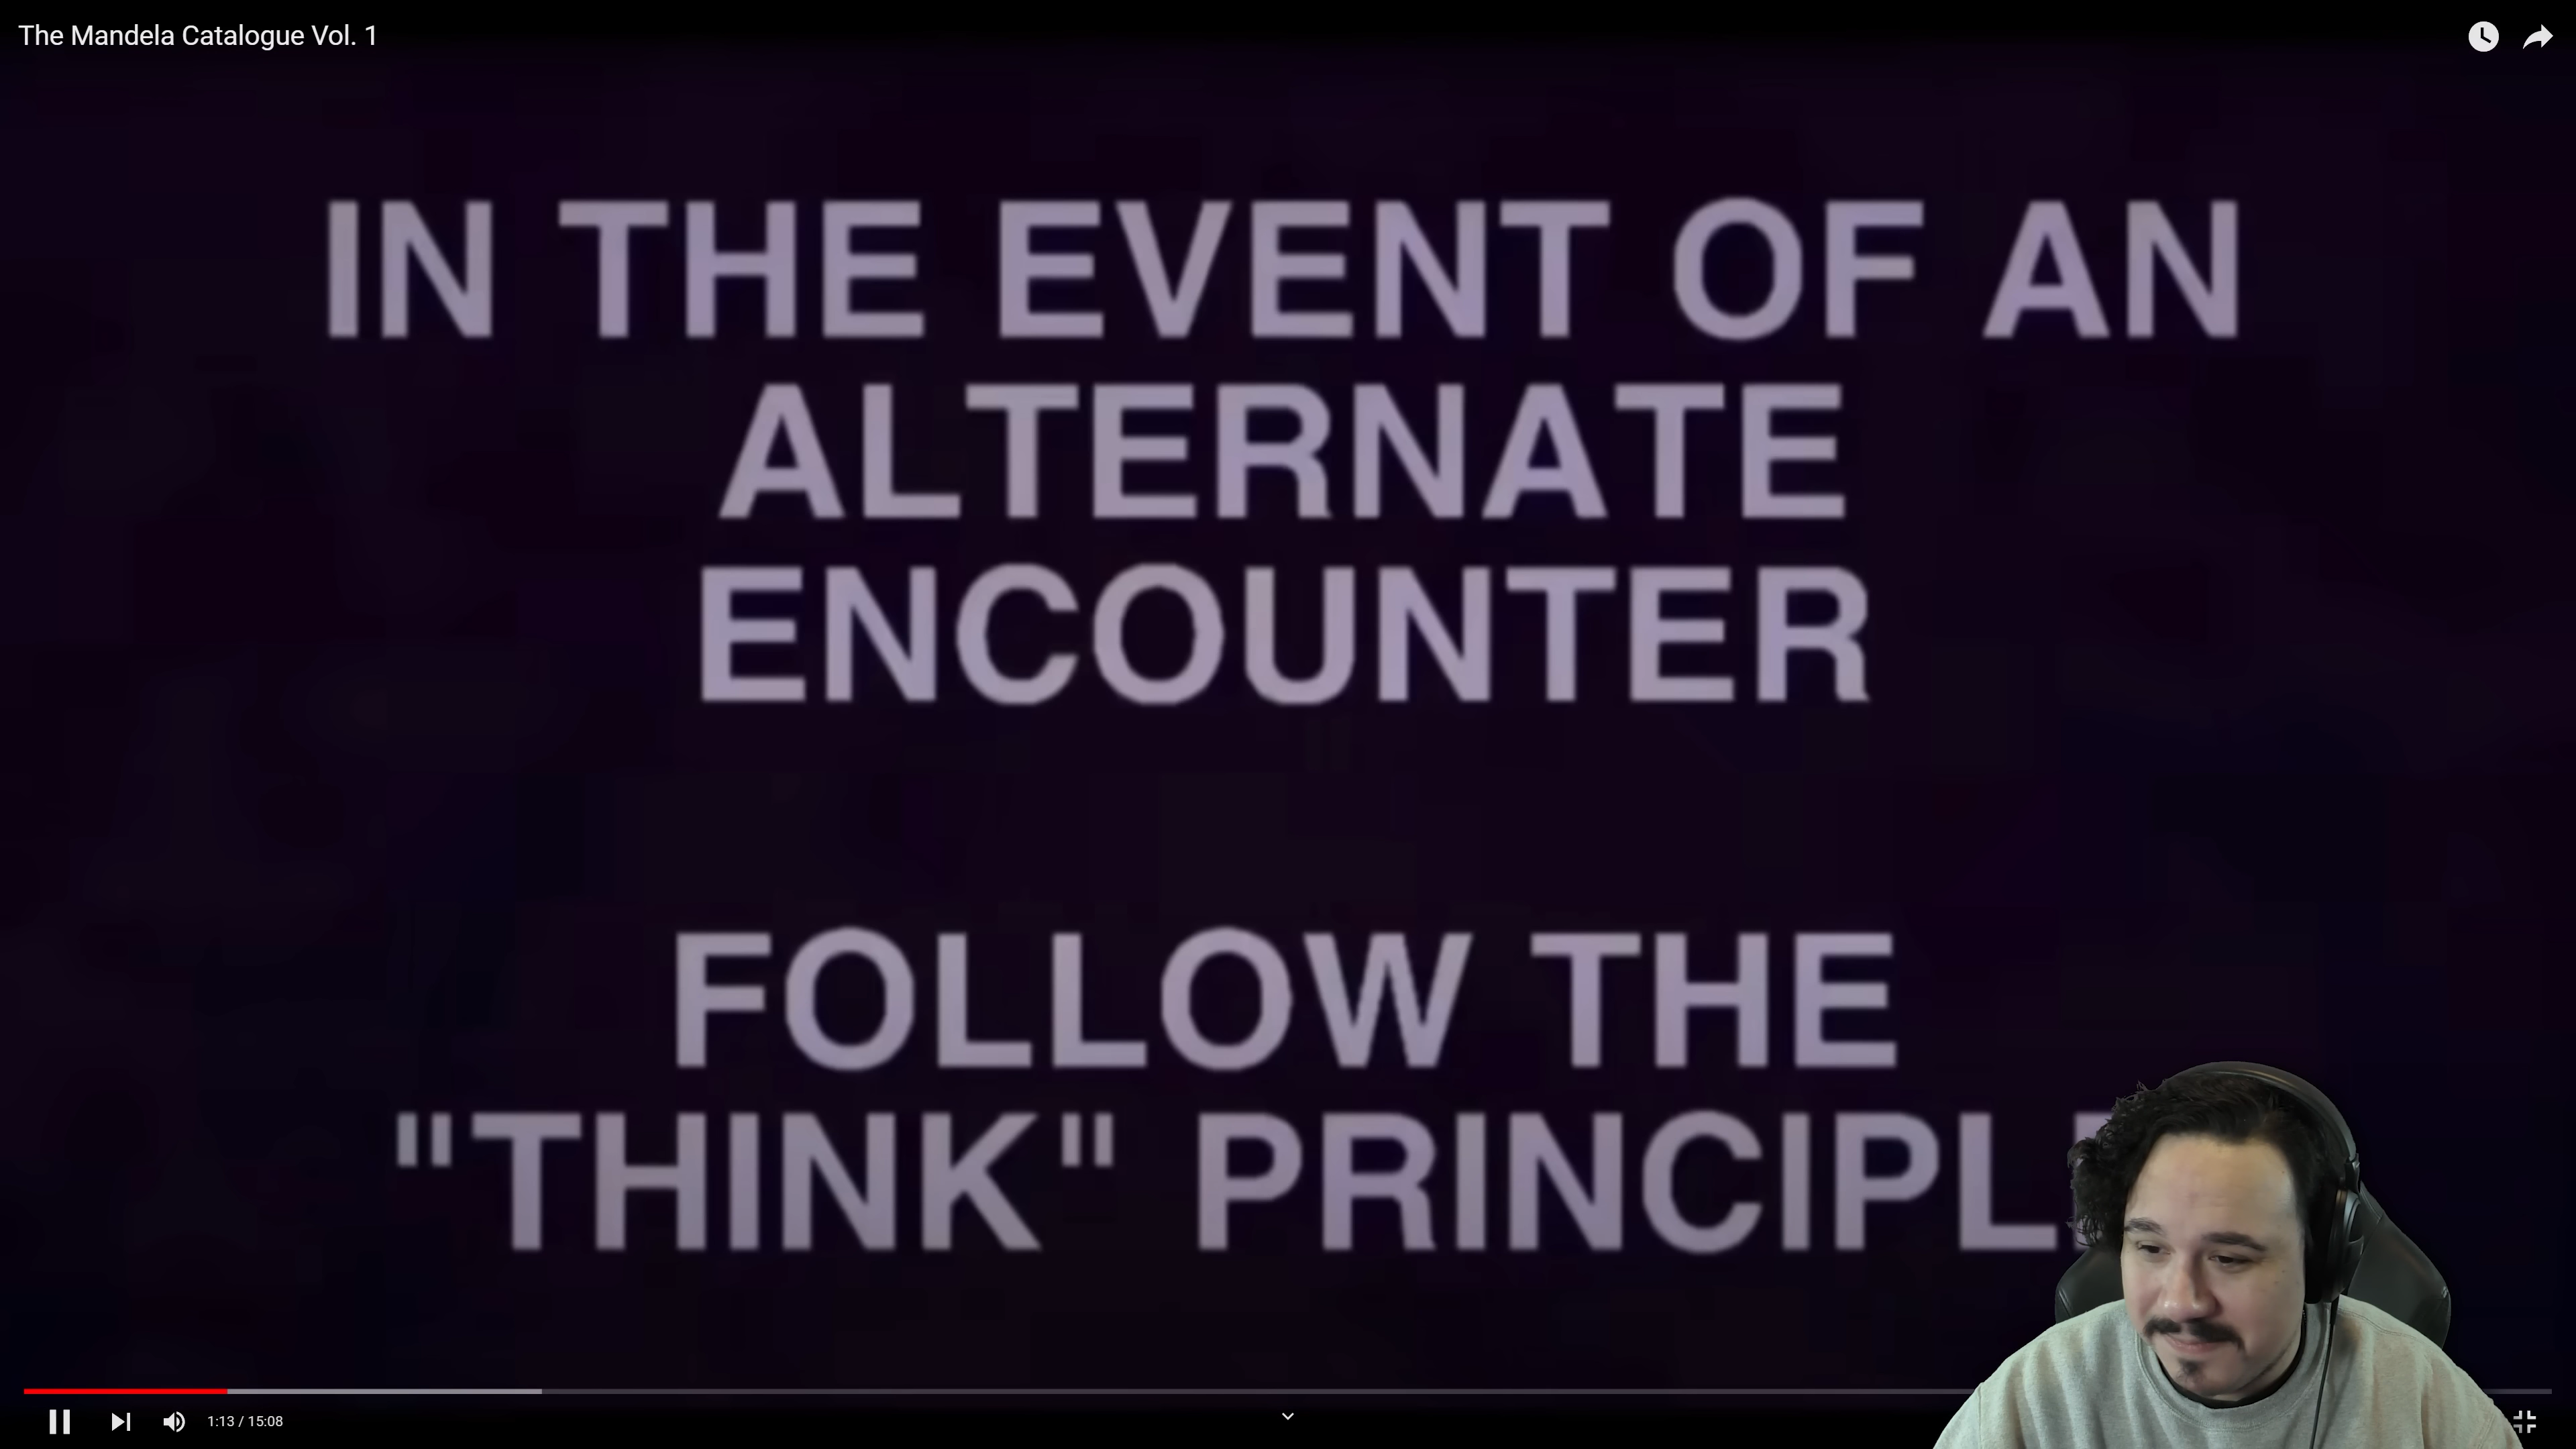 The Mandela Catalogue Vol. 1
IN THE EVENT OF AN
ALTERNATE
ENCOUNTER
FOLLOW THE
"THINK" PRINCIPL
1:13 / 15:08